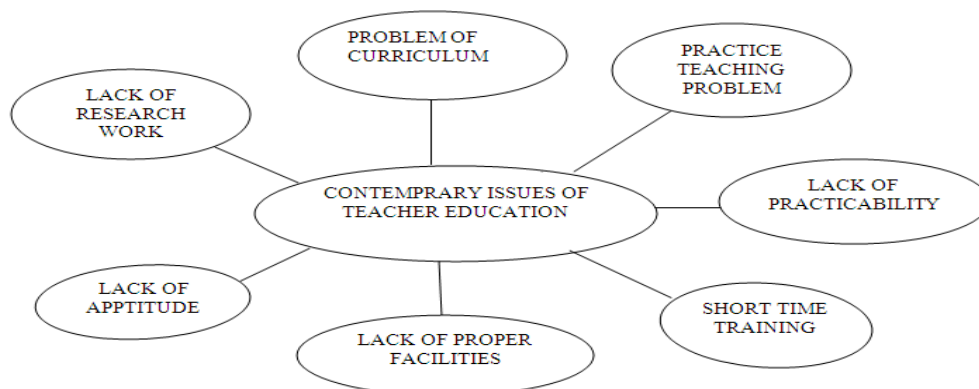 PROBLEM OF
CURRICULUM
PRACTICE
TEACHING
PROBLEM
LACK OF
RESEARCH
WORK
CONTEMPRARY ISSUES OF
TEACHER EDUCATION
LACK OF
PRACTICABILITY
LACK OF
APPTITUDE
SHORT TIME
TRAINING
LACK OF PROPER
FACILITIES